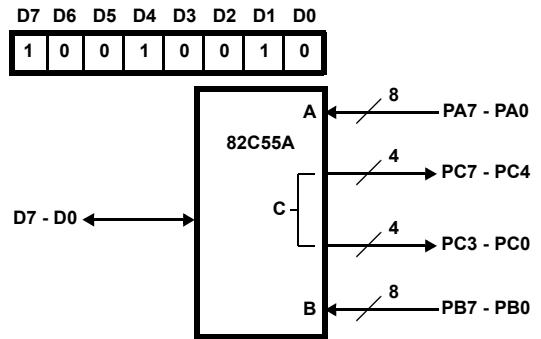 D7 D6 D5 D4 D3 D2 D1 D0
1 0 0 1 0 0 1 0
8
A PA7 - PA0
82C55A
4
PC7 - PC4
C
D7 - D0
4
PC3 - PC0
8
B PB7 - PB0